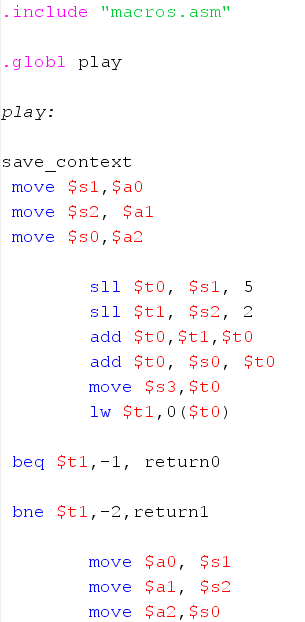 .include "macros.asm"
.globl play
play:
save_context
move $s1,$a0
move $s2, $a1
move $s0,$a2
sll $t0, $s1, 5
sll $t1, $s2, 2
add $t0,$t1,$t0
add $t0, $s0, $t0
move $s3,$t0
lw $t1,0($t0)
beq $t1,-1, return0
bne $t1,-2,return1
move $a0, $s1
move $a1, $s2
move $a2,$s0